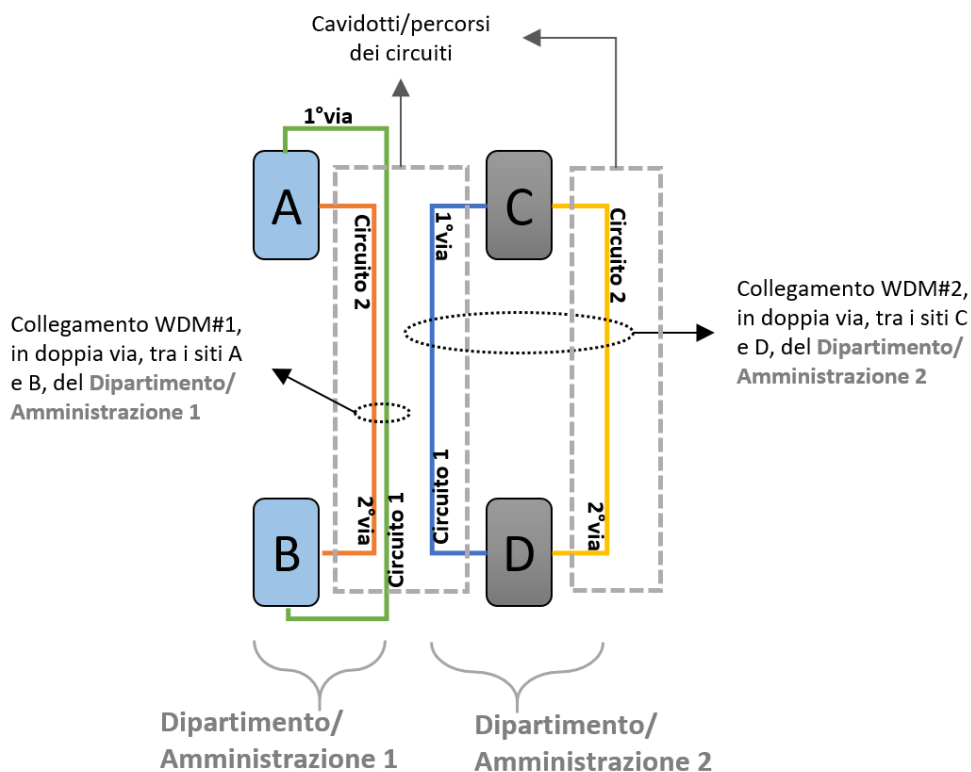 Cavidotti/percorsi
dei circuiti
1°via
A
C
Circuito 2
1°via
Circuito 2
Collegamento WDM#1,
in doppia via, tra i siti A
e B, del Dipartimento/
Amministrazione 1
Collegamento WDM#2,
in doppia via, tra i siti C
e D, del Dipartimento/
Amministrazione 2
2°via
Circuito 1
Circuito 1
2°via
B
D
Dipartimento/
Amministrazione 1
Dipartimento/
Amministrazione 2